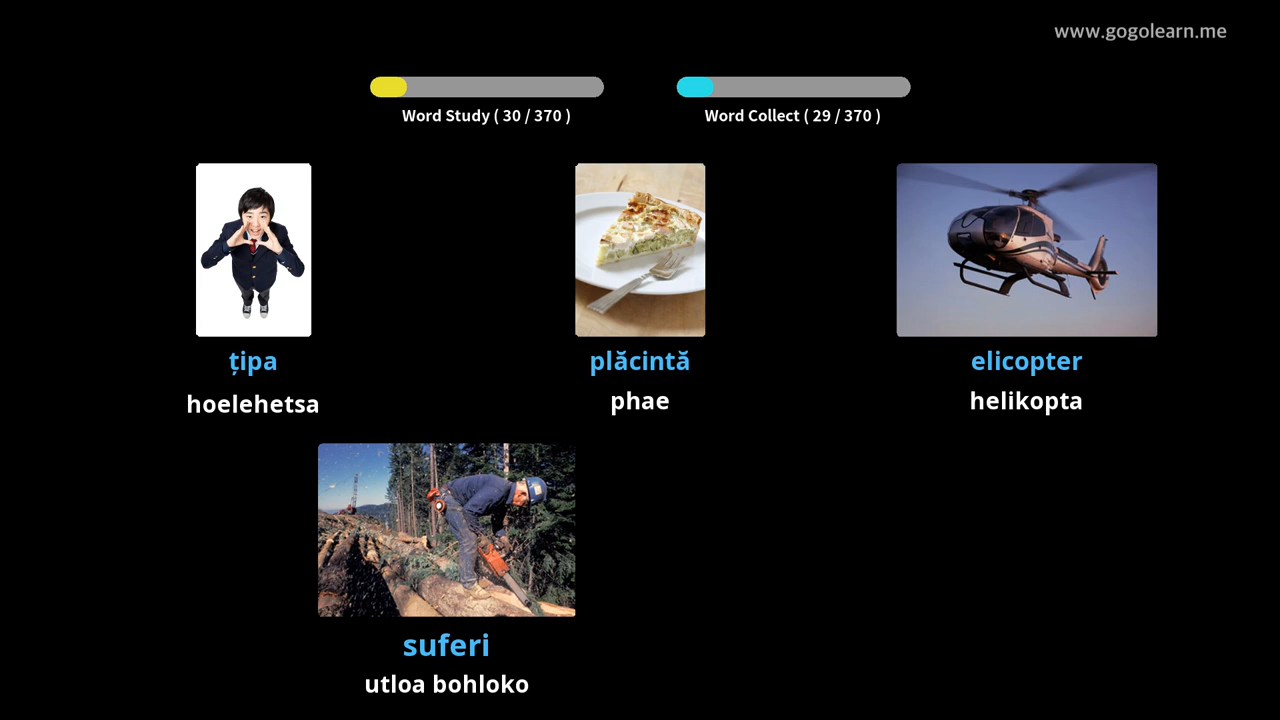 www.gogolearn.me
Word Study ( 30 / 370 )
Word Collect ( 29 / 370 )
țipa
hoelehetsa
plăcintă
phae
elicopter
helikopta
suferi
utloa bohloko